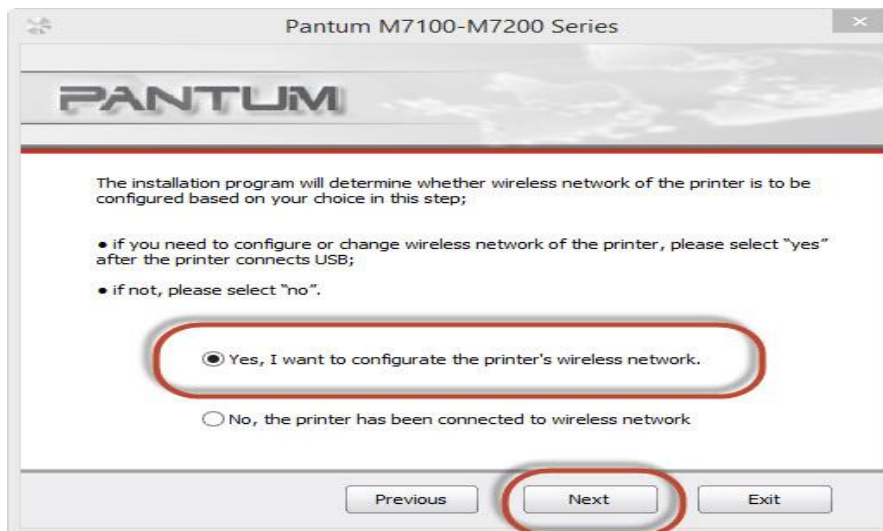 Pantum M7100-M7200 Series
PANTUM
The installation program will determine whether wireless network of the printer is to be
configured based on your choice in this step;
● if you need to configure or change wireless network of the printer, please select “yes”
after the printer connects USB;
● if not, please select “no”.
Yes, I want to configurate the printer's wireless network.
No, the printer has been connected to wireless network
Previous Next Exit